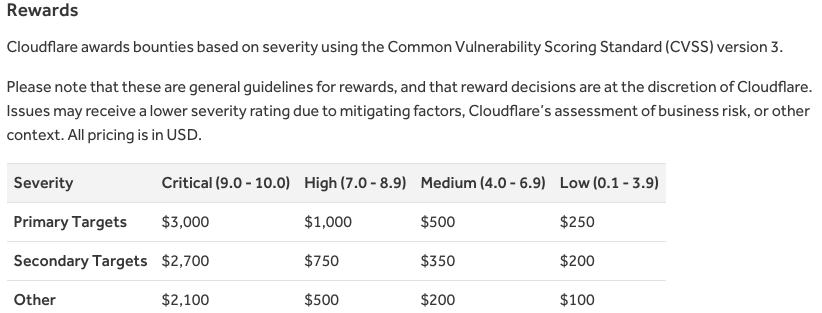 Rewards
Cloudflare awards bounties based on severity using the Common Vulnerability Scoring Standard (CVSS) version 3.
Please note that these are general guidelines for rewards, and that reward decisions are at the discretion of Cloudflare.
Issues may receive a lower severity rating due to mitigating factors, Cloudflare's assessment of business risk, or other
context. All pricing is in USD.
Severity Critical (9.0 - 10.0) High (7.0 - 8.9) Medium (4.0 - 6.9) Low (0.1 - 3.9)
Primary Targets $3,000 $1,000 $500 $250
Secondary Targets $2,700 $750 $350 $200
Other $2,100 $500 $200 $100